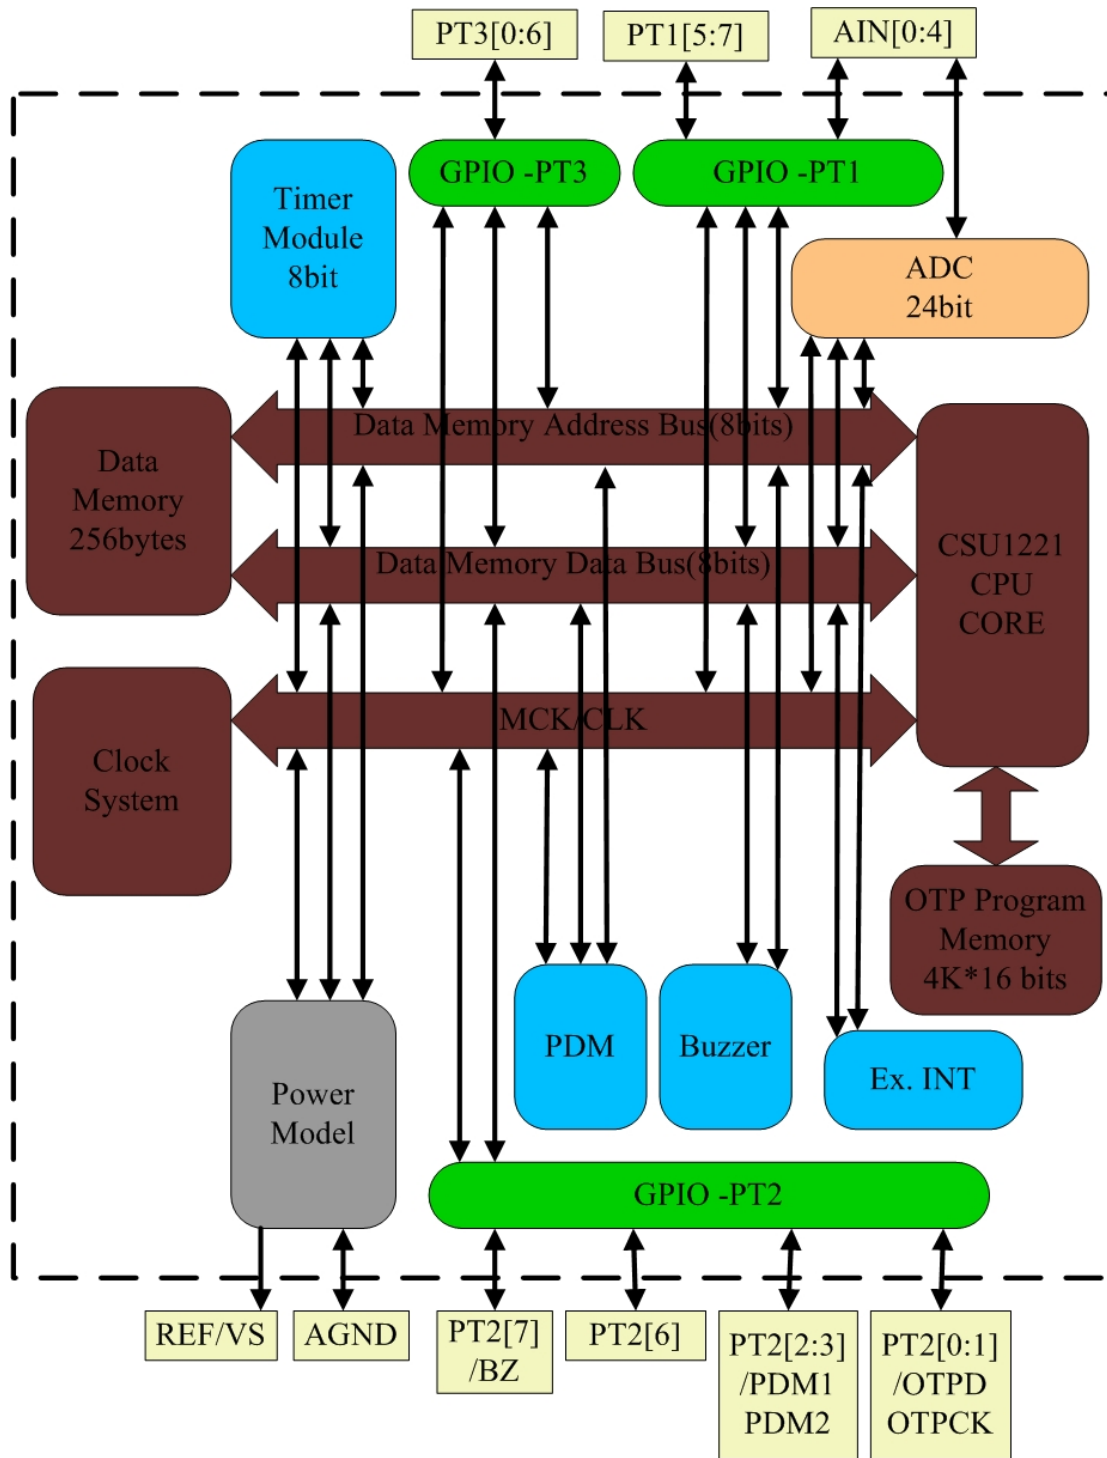 PT3[0:6]
PT1[5:7]
AIN[0:4]
GPIO -PT3
GPIO -PT1
Timer
Module
8bit
ADC
24bit
Data Memory Address Bus(8bits)
Data
Memory
256bytes
Data Memory Data Bus(8bits)
CSU1221
CPU
CORE
MCK/CLK
Clock
System
OTP Program
Memory
4K*16 bits
PDM
Buzzer
Ex. INT
Power
Model
GPIO -PT2
REF/VS
AGND
PT2[7]
/BZ
PT2[6]
PT2[2:3]
/PDM1
PDM2
PT2[0:1]
/OTPD
OTPCK